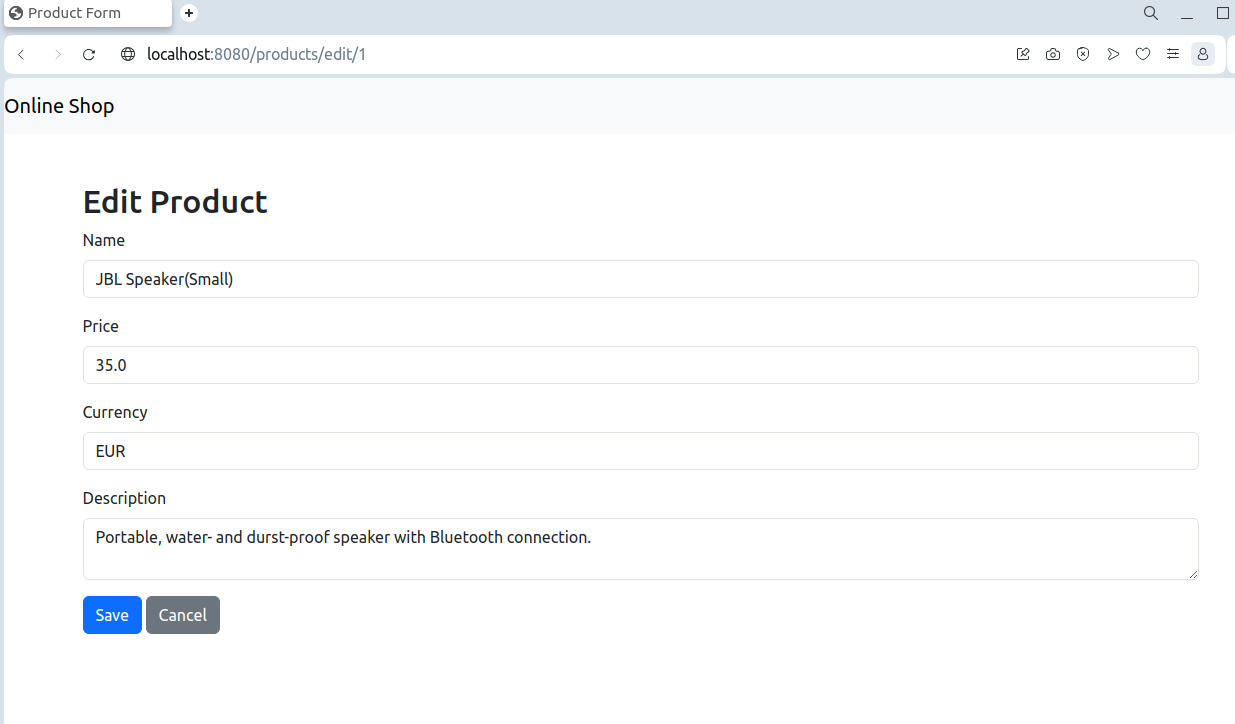 Product Form
localhost:8080/products/edit/1
Online Shop
Edit Product
Name
JBL Speaker(Small)
Price
35.0
Currency
EUR
Description
Portable, water- and durst-proof speaker with Bluetooth connection.
Save Cancel